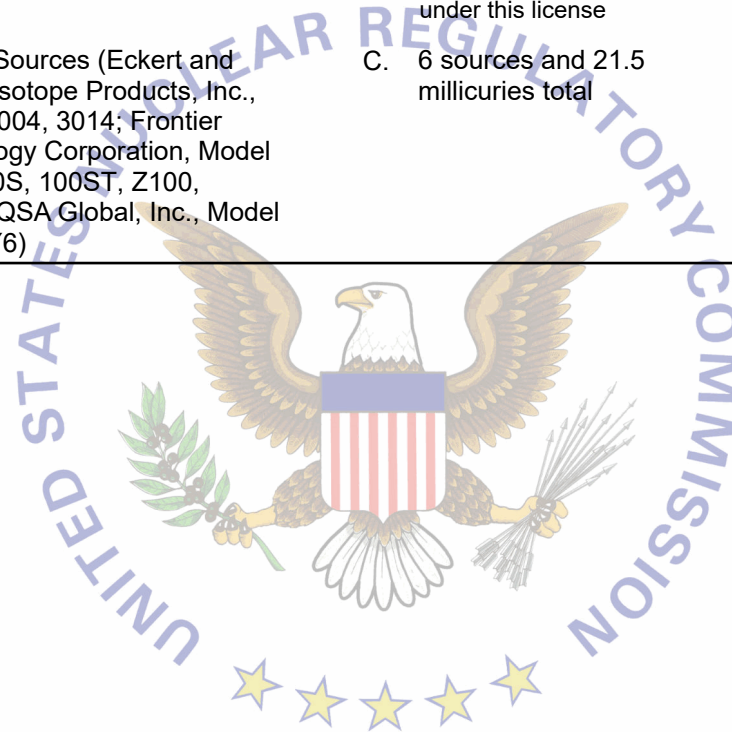 under this license
Sources (Eckert and
sotope Products, Inc.,
004, 3014; Frontier
ogy Corporation, Model
0S, 100ST, Z100,
QSA Global, Inc., Model
6)
C. 6 sources and 21.5
millicuries total
UNITED STATES NUCLEAR REGULATORY COMMISSION